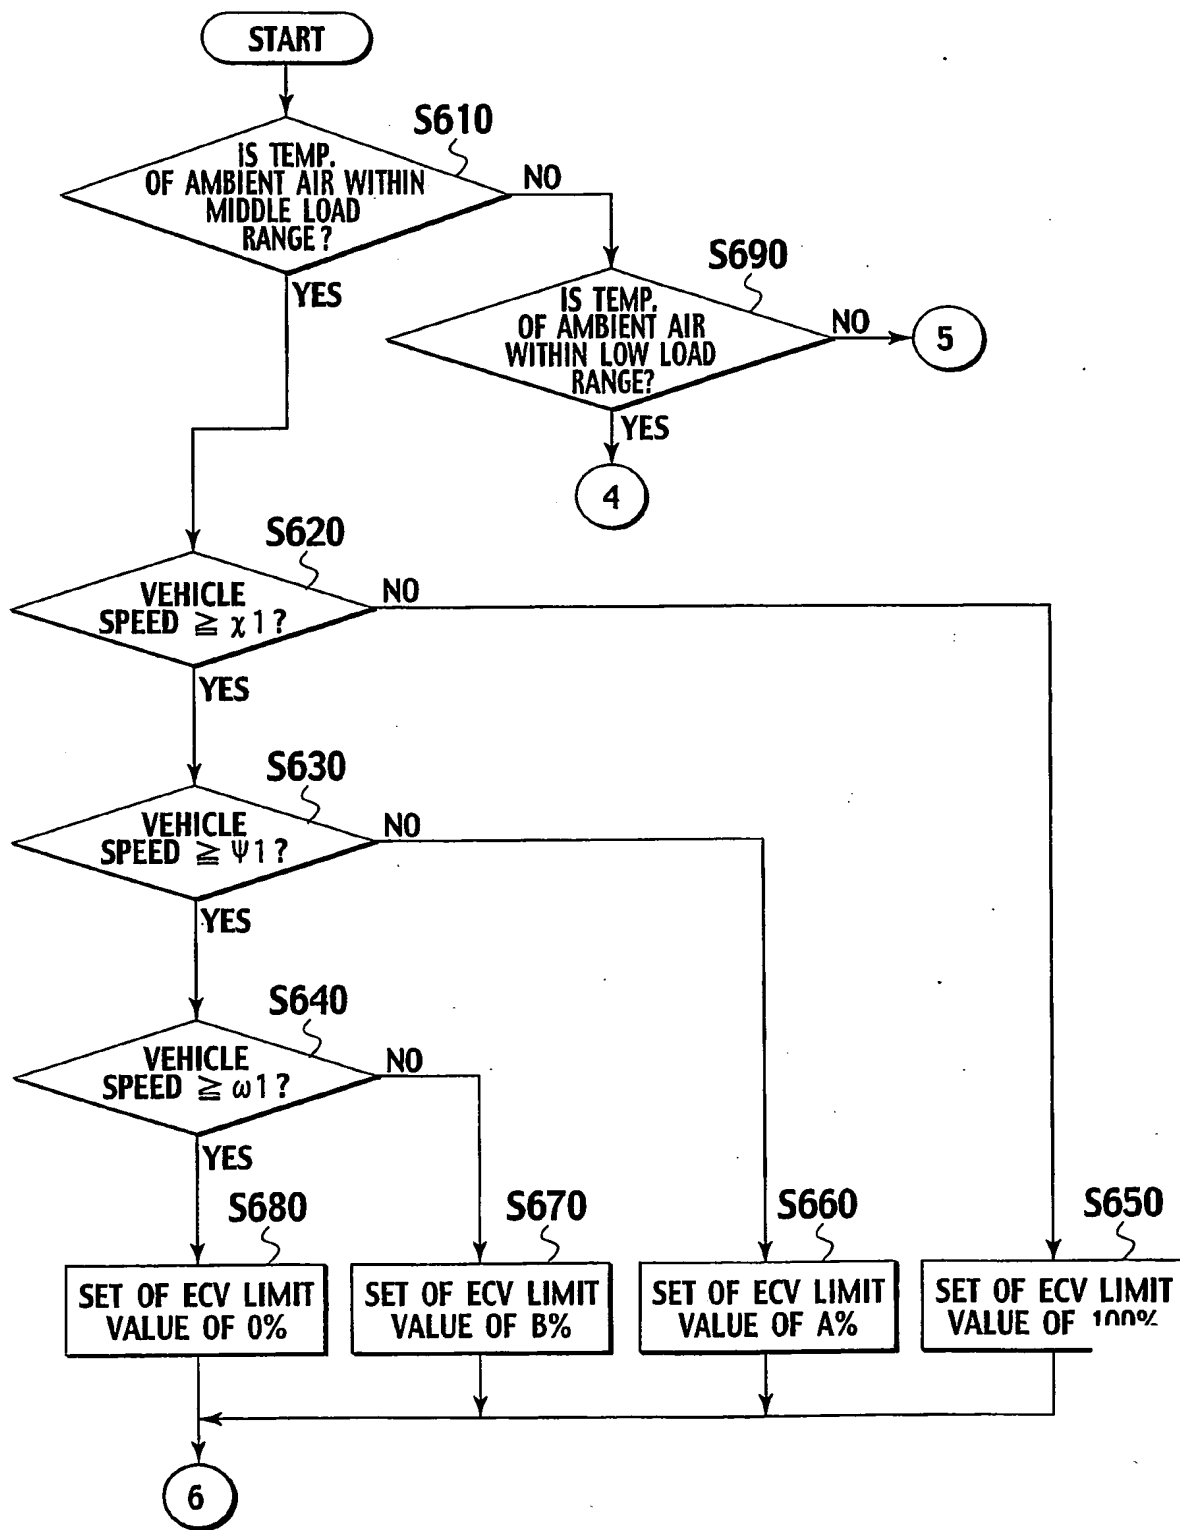 START
S610
IS TEMP.
OF AMBIENT AIR WITHIN
MIDDLE LOAD
RANGE?
NO
YES
S690
IS TEMP.
OF AMBIENT AIR
WITHIN LOW LOAD
RANGE?
NO
5
YES
4
S620
VEHICLE
SPEED ≧ χ1?
NO
YES
S630
VEHICLE
SPEED ≧ Ψ1?
NO
YES
S640
VEHICLE
SPEED ≧ ω1?
NO
YES
S680
SET OF ECV LIMIT
VALUE OF 0%
S670
SET OF ECV LIMIT
VALUE OF B%
S660
SET OF ECV LIMIT
VALUE OF A%
S650
SET OF ECV LIMIT
VALUE OF 100%
6